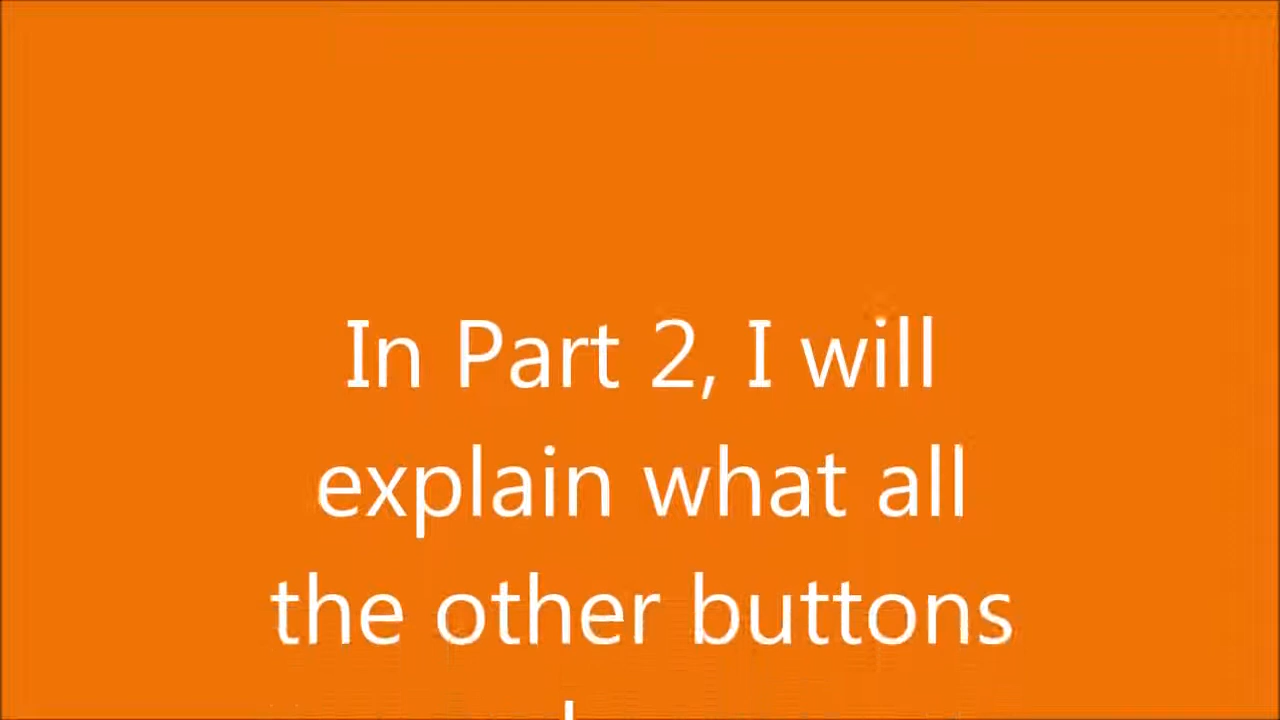 In Part 2, I will
explain what all
the other buttons